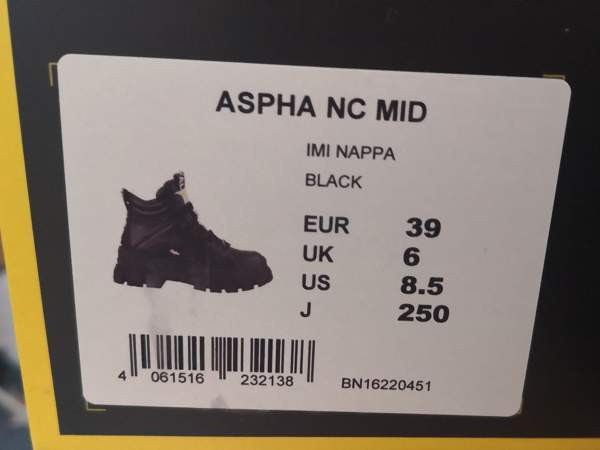 ASPHA NC MID
IMI NAPPA
BLACK
EUR 39
UK 6
US 8.5
J 250
4 061516 232138
BN16220451